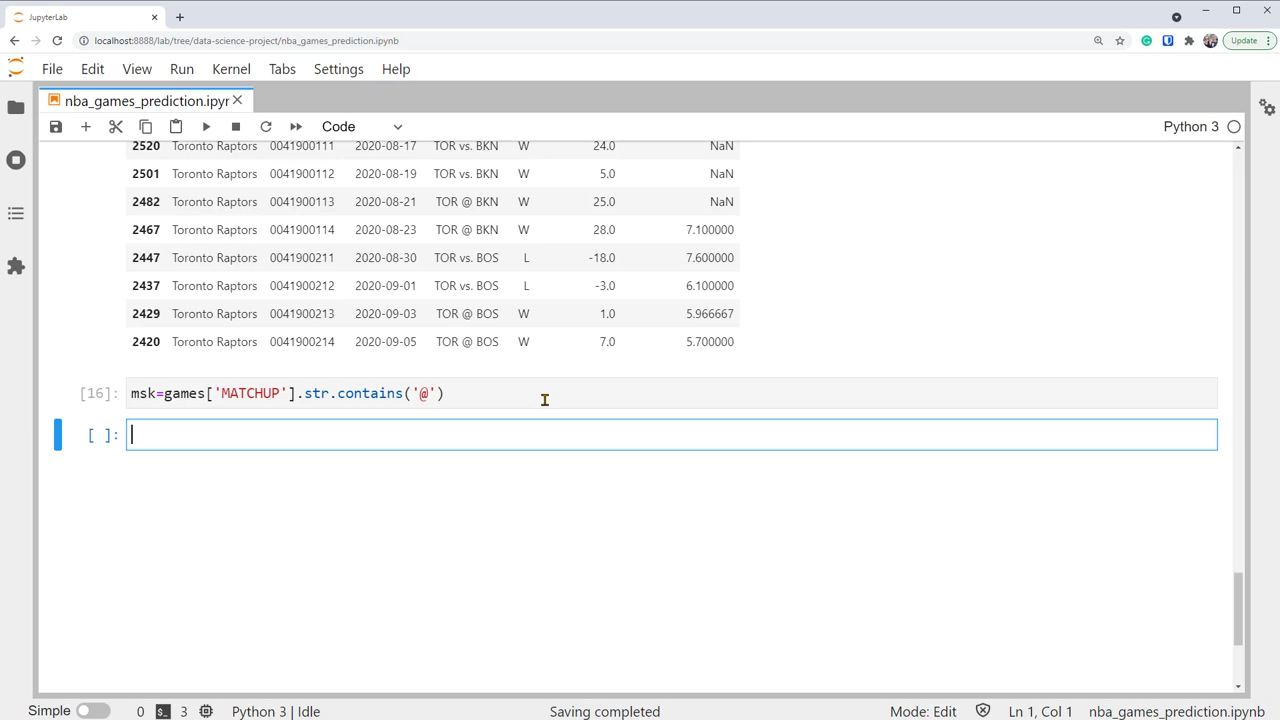 JupyterLab
localhost:8888/lab/tree/data-science-project/nba_games_prediction.ipynb
Update
File Edit View Run Kernel Tabs Settings Help
nba_games_prediction.ipyr
Code Python 3
2520 Toronto Raptors 0041900111 2020-08-17 TOR vs. BKN W 24.0 NaN
2501 Toronto Raptors 0041900112 2020-08-19 TOR vs. BKN W 5.0 NaN
2482 Toronto Raptors 0041900113 2020-08-21 TOR @ BKN W 25.0 NaN
2467 Toronto Raptors 0041900114 2020-08-23 TOR @ BKN W 28.0 7.100000
2447 Toronto Raptors 0041900211 2020-08-30 TOR vs. BOS L -18.0 7.600000
2437 Toronto Raptors 0041900212 2020-09-01 TOR vs. BOS L -3.0 6.100000
2429 Toronto Raptors 0041900213 2020-09-03 TOR @ BOS W 1.0 5.966667
2420 Toronto Raptors 0041900214 2020-09-05 TOR @ BOS W 7.0 5.700000
[16]: msk=games['MATCHUP'].str.contains('@')
[ ]:
Simple 0 3 Python 3 | Idle Saving completed Mode: Edit Ln 1, Col 1 nba_games_prediction.ipynb